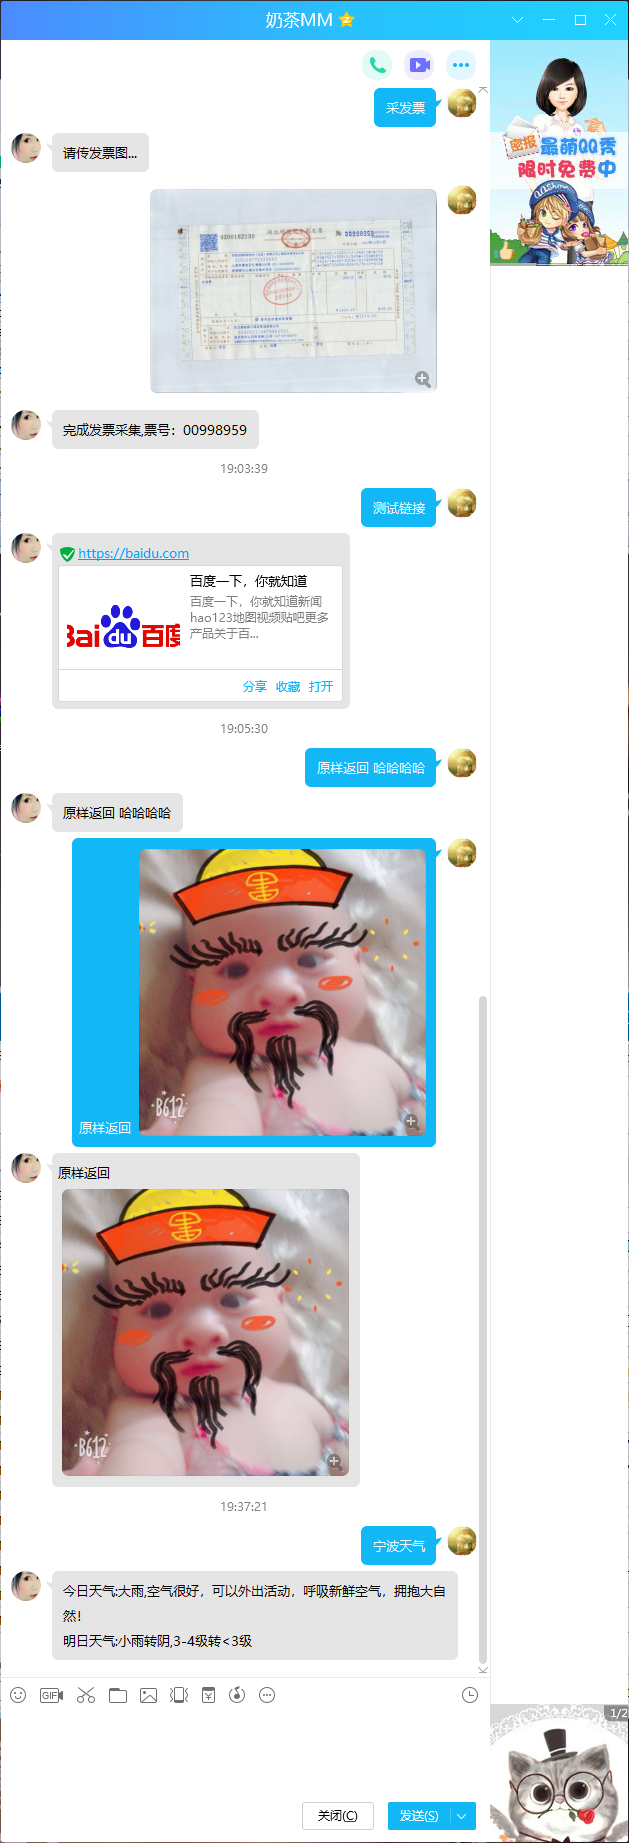 奶茶MM
采发票
请传发票图...
4200162130
№ 00998959
完成发票采集,票号：00998959
19:03:39
测试链接
https://baidu.com
百度一下，你就知道
百度一下，你就知道新闻
hao123地图视频贴吧更多
产品关于百...
Bai du 百度
分享 收藏 打开
19:05:30
原样返回 哈哈哈哈
原样返回 哈哈哈哈
B612
原样返回
原样返回
B612
19:37:21
宁波天气
今日天气:大雨,空气很好，可以外出活动，呼吸新鲜空气，拥抱大自
然!
明日天气:小雨转阴,3-4级转<3级
GIF
关闭(C)
发送(S)
密报
最萌QQ秀
限时免费中
QQShow
1/2